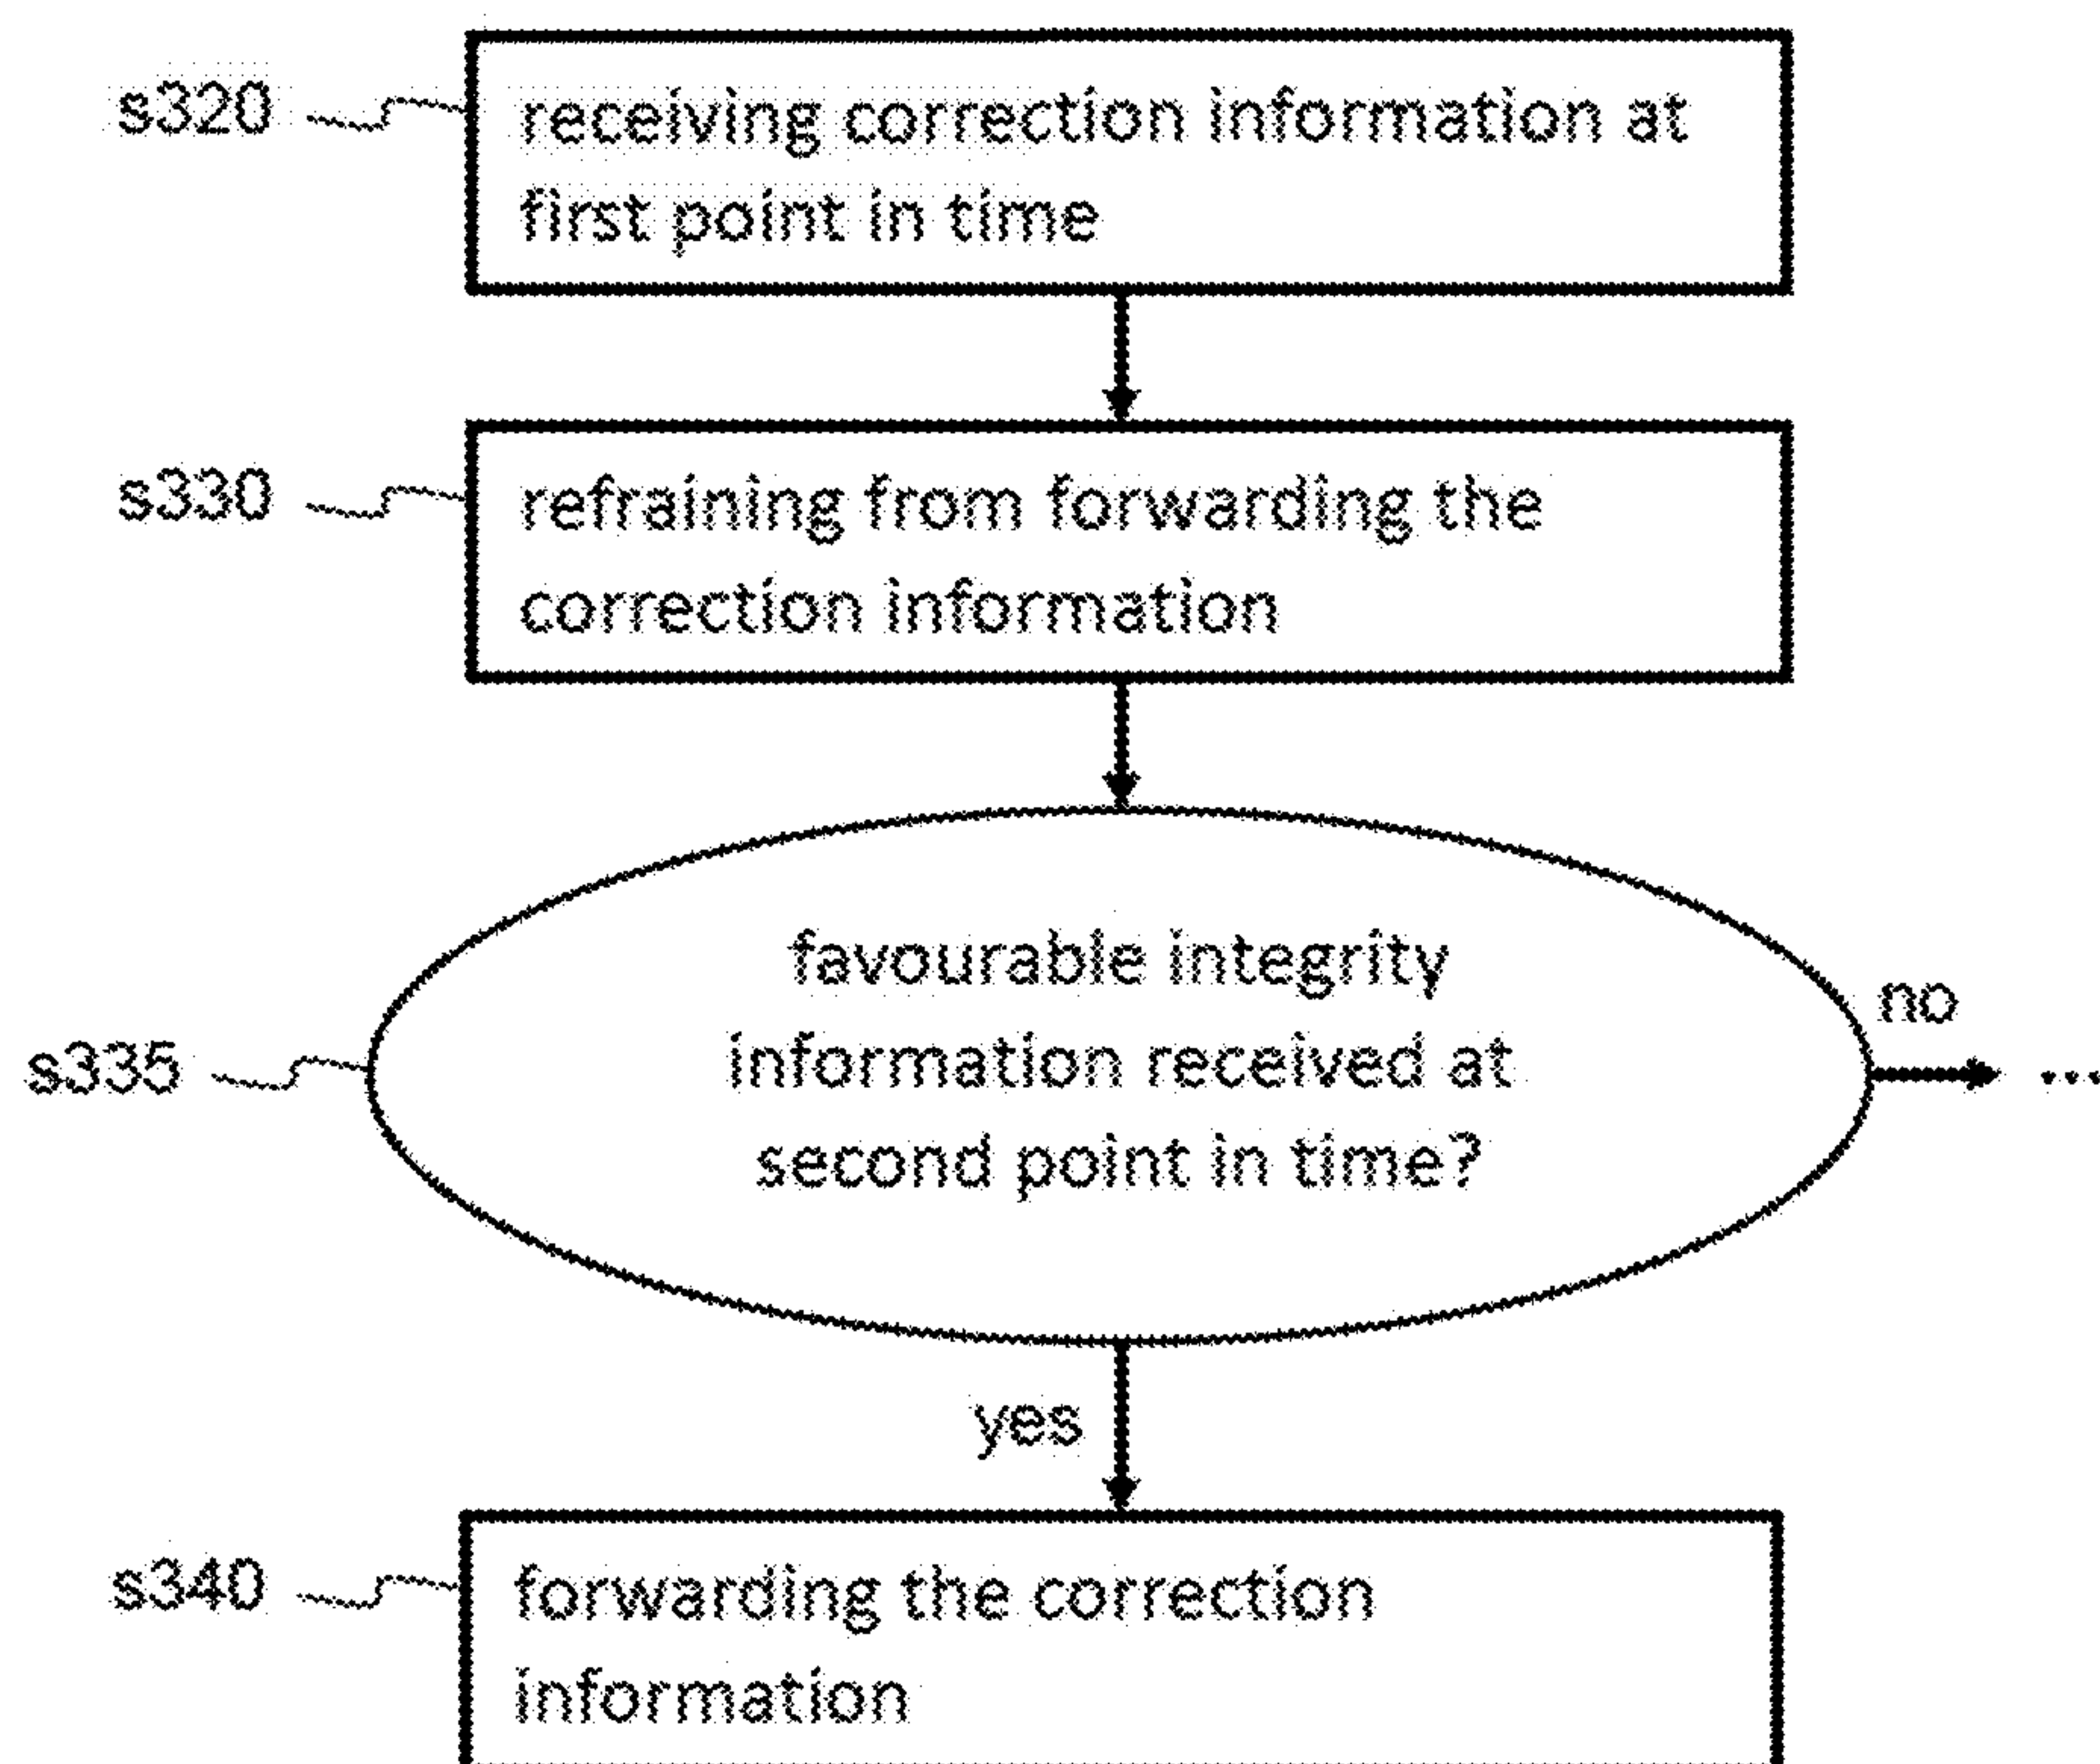 s320
receiving correction information at
first point in time
s330
refraining from forwarding the
correction information
favourable integrity
information received at
second point in time?
s335
no
...
yes
s340
forwarding the correction
information